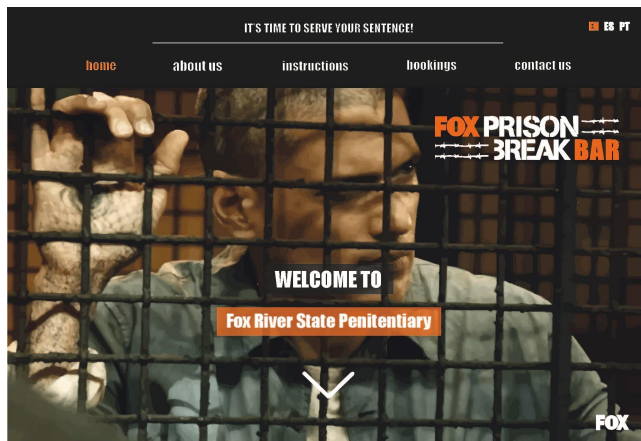 IT'S TIME TO SERVE YOUR SENTENCE!
EN ES PT
home about us instructions bookings contact us
FOX PRISON
BREAK BAR
WELCOME TO
Fox River State Penitentiary
FOX